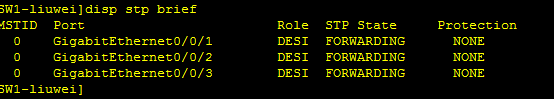 SW1-liuwei]disp stp brief
MSTID  Port                        Role  STP State     Protection
  0    GigabitEthernet0/0/1        DESI  FORWARDING      NONE
  0    GigabitEthernet0/0/2        DESI  FORWARDING      NONE
  0    GigabitEthernet0/0/3        DESI  FORWARDING      NONE
SW1-liuwei]